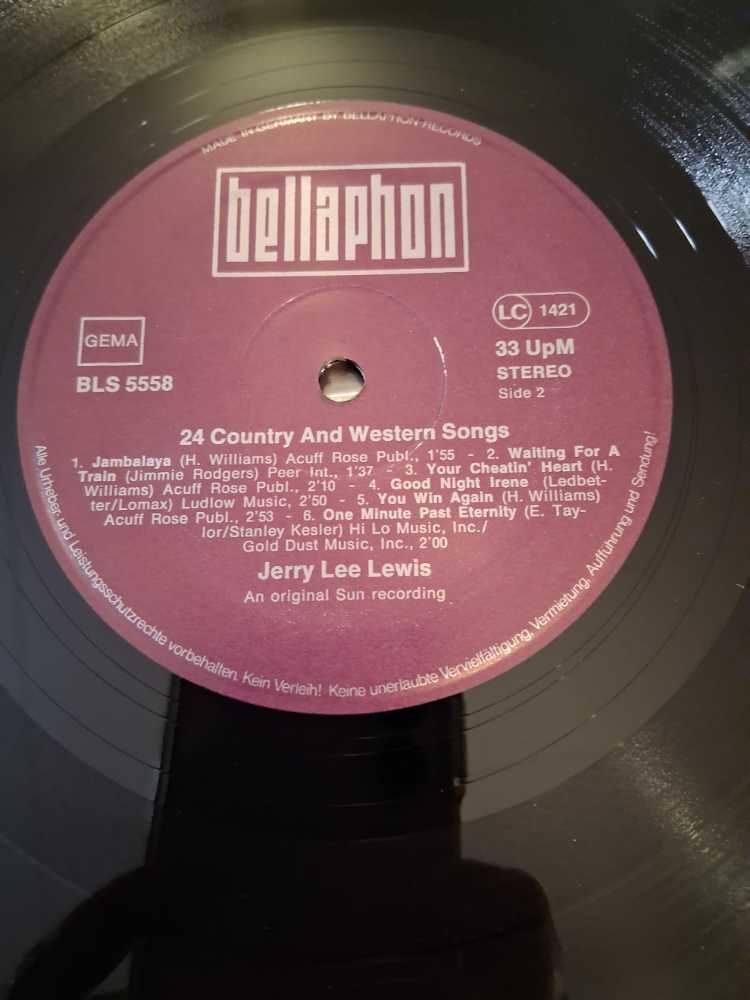 MADE IN GERMANY BY BELLAPHON-RECORDS
bellaphon
GEMA
BLS 5558
LC 1421
33 UpM
STEREO
Side 2
24 Country And Western Songs
1. Jambalaya (H. Williams) Acuff Rose Publ., 1'55 - 2. Waiting For A
Train (Jimmie Rodgers) Peer Int., 1'37 - 3. Your Cheatin' Heart (H.
Williams) Acuff Rose Publ., 2'10 - 4. Good Night Irene (Ledbet-
ter/Lomax) Ludlow Music, 2'50 - 5. You Win Again (H. Williams)
Acuff Rose Publ., 2'53 - 6. One Minute Past Eternity (E. Tay-
lor/Stanley Kesler) Hi Lo Music, Inc./
Gold Dust Music, Inc., 2'00
Jerry Lee Lewis
An original Sun recording
Alle Urheber- und Leistungsschutzrechte vorbehalten. Kein Verleih! Keine unerlaubte Vervielfältigung, Vermietung, Aufführung und Sendung!